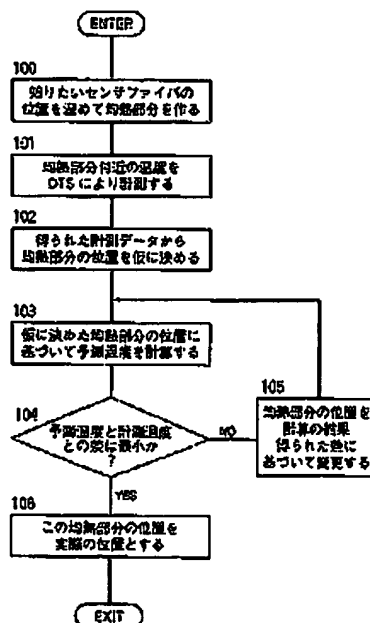 ENTER
100
知りたいセンサファイバの
位置を温めて均熱部分を作る
101
均熱部分付近の温度を
DTSにより計測する
102
得られた計測データから
均熱部分の位置を仮に決める
103
仮に決めた均熱部分の位置に
基づいて予測温度を計算する
104
予測温度と計測温度
との差は最小か
?
NO
105
均熱部分の位置を
計算の結果
得られた
基づいて変更する
YES
106
この均熱部分の位置を
実際の位置とする
EXIT